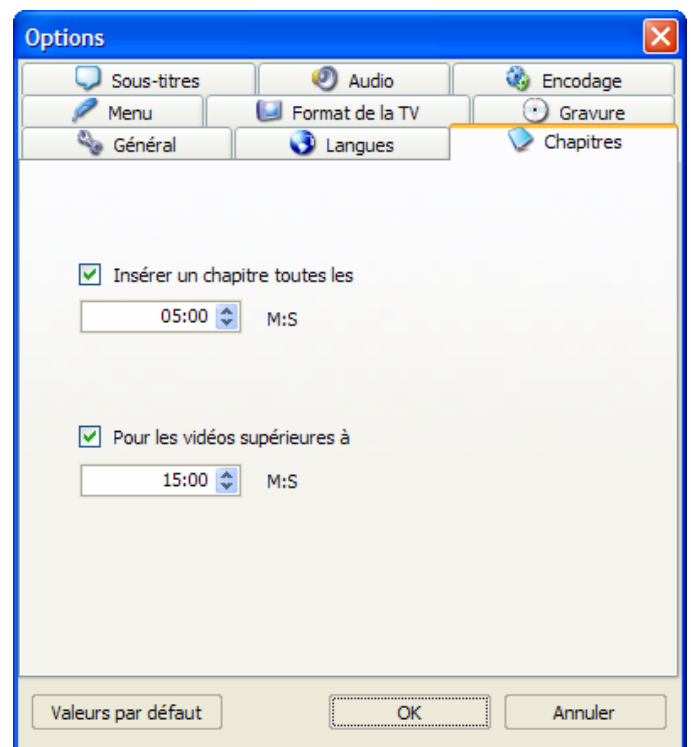 Options
Sous-titres
Audio
Encodage
Menu
Format de la TV
Gravure
Général
Langues
Chapitres
Insérer un chapitre toutes les
05:00 M:S
Pour les vidéos supérieures à
15:00 M:S
Valeurs par défaut
OK
Annuler